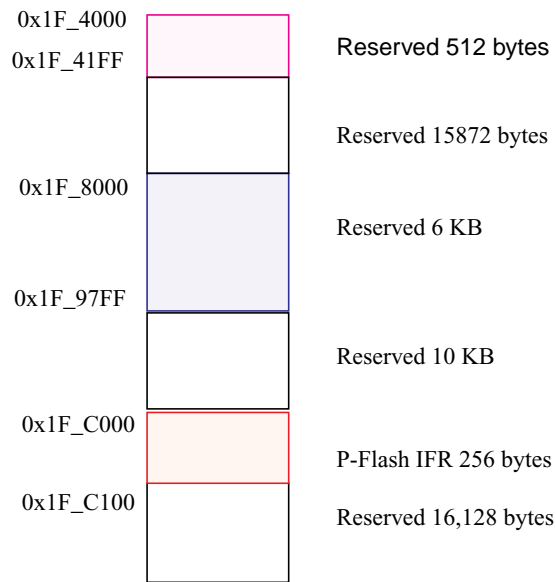 0x1F_4000
Reserved 512 bytes
0x1F_41FF
Reserved 15872 bytes
0x1F_8000
Reserved 6 KB
0x1F_97FF
Reserved 10 KB
0x1F_C000
P-Flash IFR 256 bytes
0x1F_C100
Reserved 16,128 bytes